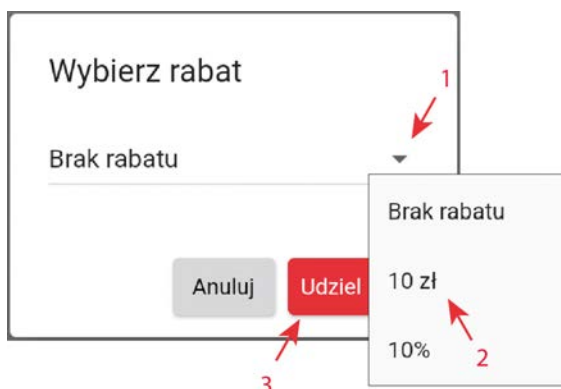 Wybierz rabat
1
Brak rabatu
Brak rabatu
10 zł
2
10%
Anuluj
Udziel
3